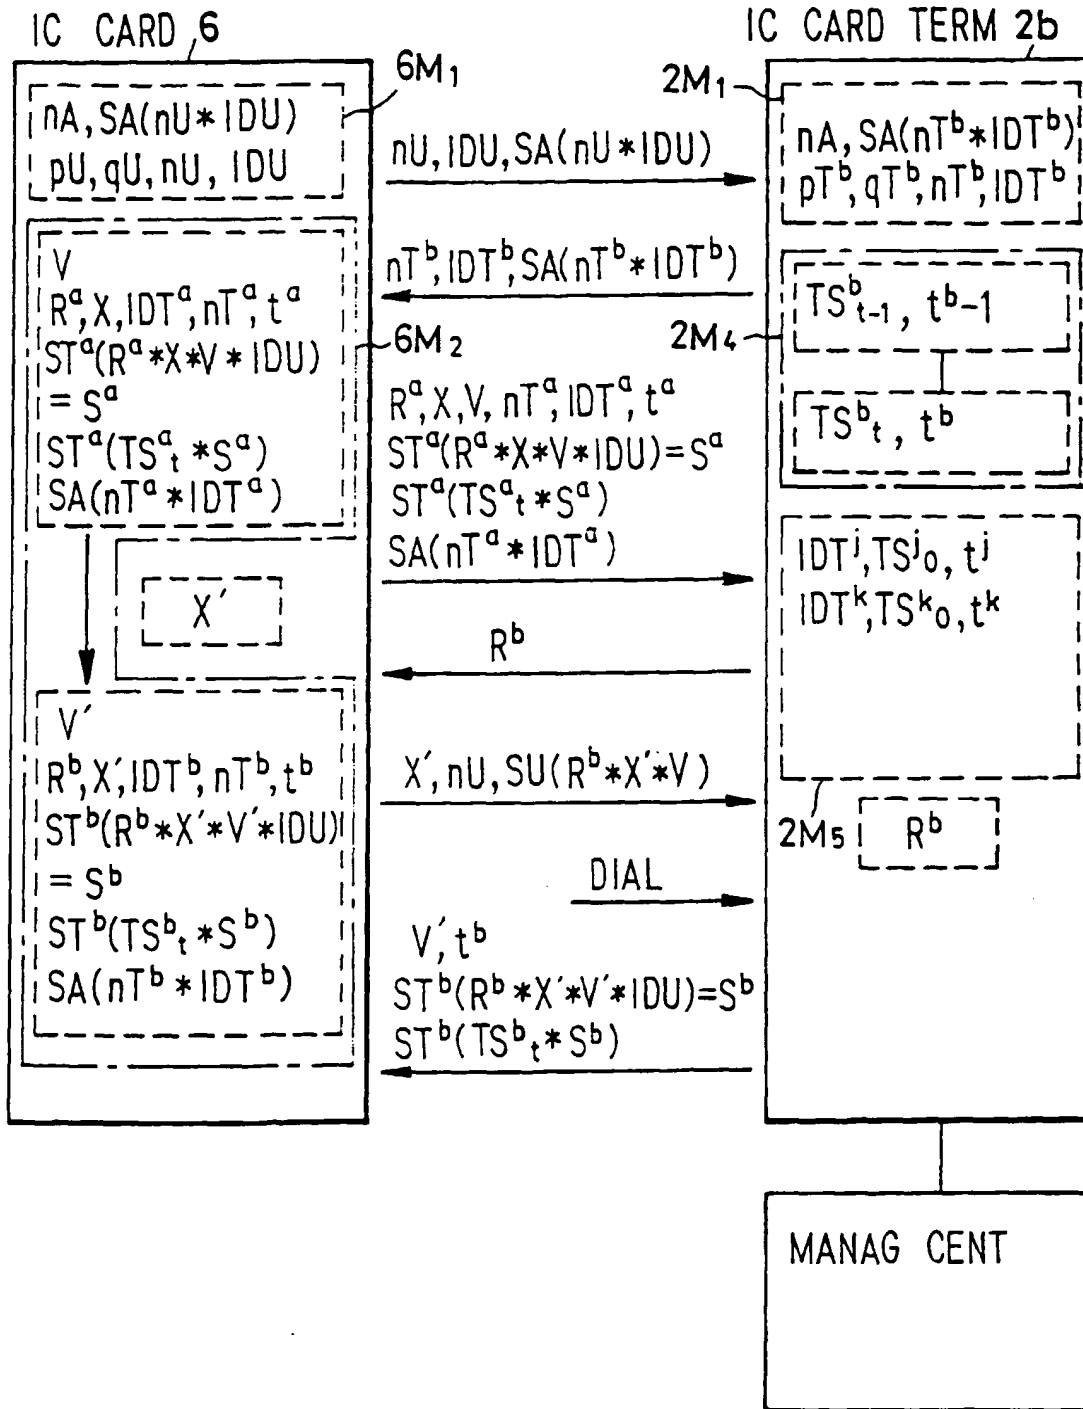 IC CARD 6
6M₁
nA, SA(nU*IDU)
pU, qU, nU, IDU
V
Rᵃ, X, IDTᵃ, nTᵃ, tᵃ
STᵃ(Rᵃ*X*V*IDU)
= Sᵃ
STᵃ(TSᵃₜ*Sᵃ)
SA(nTᵃ*IDTᵃ)
6M₂
X′
V′
Rᵇ, X′, IDTᵇ, nTᵇ, tᵇ
STᵇ(Rᵇ*X′*V′*IDU)
= Sᵇ
STᵇ(TSᵇₜ*Sᵇ)
SA(nTᵇ*IDTᵇ)
nU, IDU, SA(nU*IDU)
nTᵇ, IDTᵇ, SA(nTᵇ*IDTᵇ)
Rᵃ, X, V, nTᵃ, IDTᵃ, tᵃ
STᵃ(Rᵃ*X*V*IDU)=Sᵃ
STᵃ(TSᵃₜ*Sᵃ)
SA(nTᵃ*IDTᵃ)
Rᵇ
X′, nU, SU(Rᵇ*X′*V)
DIAL
V′, tᵇ
STᵇ(Rᵇ*X′*V′*IDU)=Sᵇ
STᵇ(TSᵇₜ*Sᵇ)
IC CARD TERM 2b
2M₁
nA, SA(nTᵇ*IDTᵇ)
pTᵇ, qTᵇ, nTᵇ, IDTᵇ
2M₄
TSᵇₜ₋₁, tᵇ-1
TSᵇₜ, tᵇ
IDTʲ, TSʲ₀, tʲ
IDTᵏ, TSᵏ₀, tᵏ
2M₅
Rᵇ
MANAG CENT